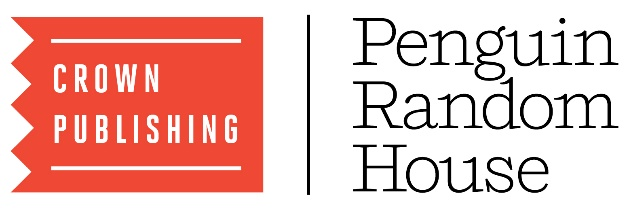 CROWN
PUBLISHING
Penguin
Random
House